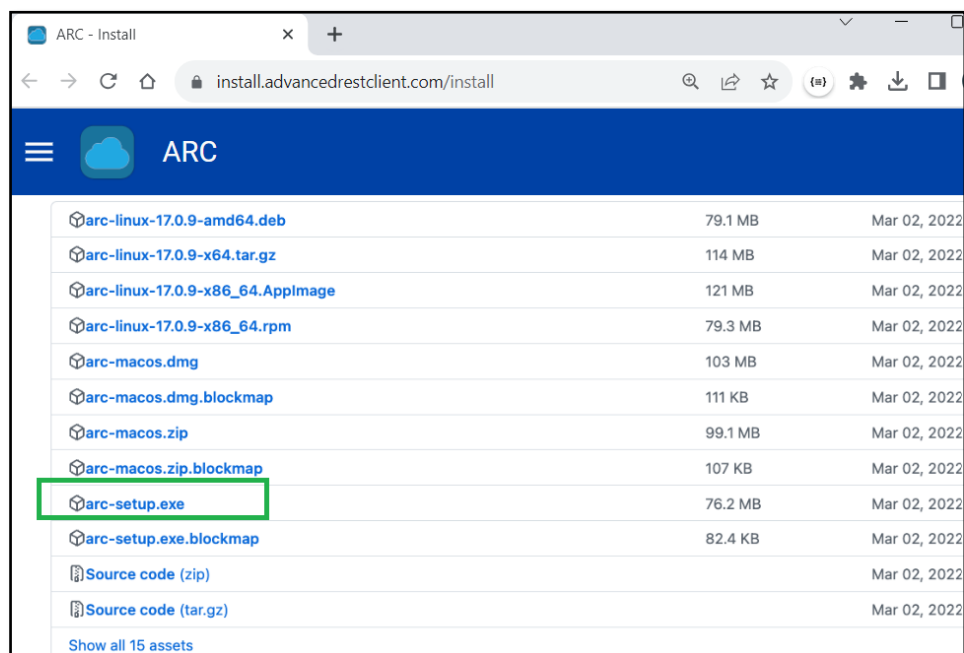 ARC - Install
install.advancedrestclient.com/install
{=}
ARC
arc-linux-17.0.9-amd64.deb 79.1 MB Mar 02, 2022
arc-linux-17.0.9-x64.tar.gz 114 MB Mar 02, 2022
arc-linux-17.0.9-x86_64.AppImage 121 MB Mar 02, 2022
arc-linux-17.0.9-x86_64.rpm 79.3 MB Mar 02, 2022
arc-macos.dmg 103 MB Mar 02, 2022
arc-macos.dmg.blockmap 111 KB Mar 02, 2022
arc-macos.zip 99.1 MB Mar 02, 2022
arc-macos.zip.blockmap 107 KB Mar 02, 2022
arc-setup.exe 76.2 MB Mar 02, 2022
arc-setup.exe.blockmap 82.4 KB Mar 02, 2022
Source code (zip) Mar 02, 2022
Source code (tar.gz) Mar 02, 2022
Show all 15 assets